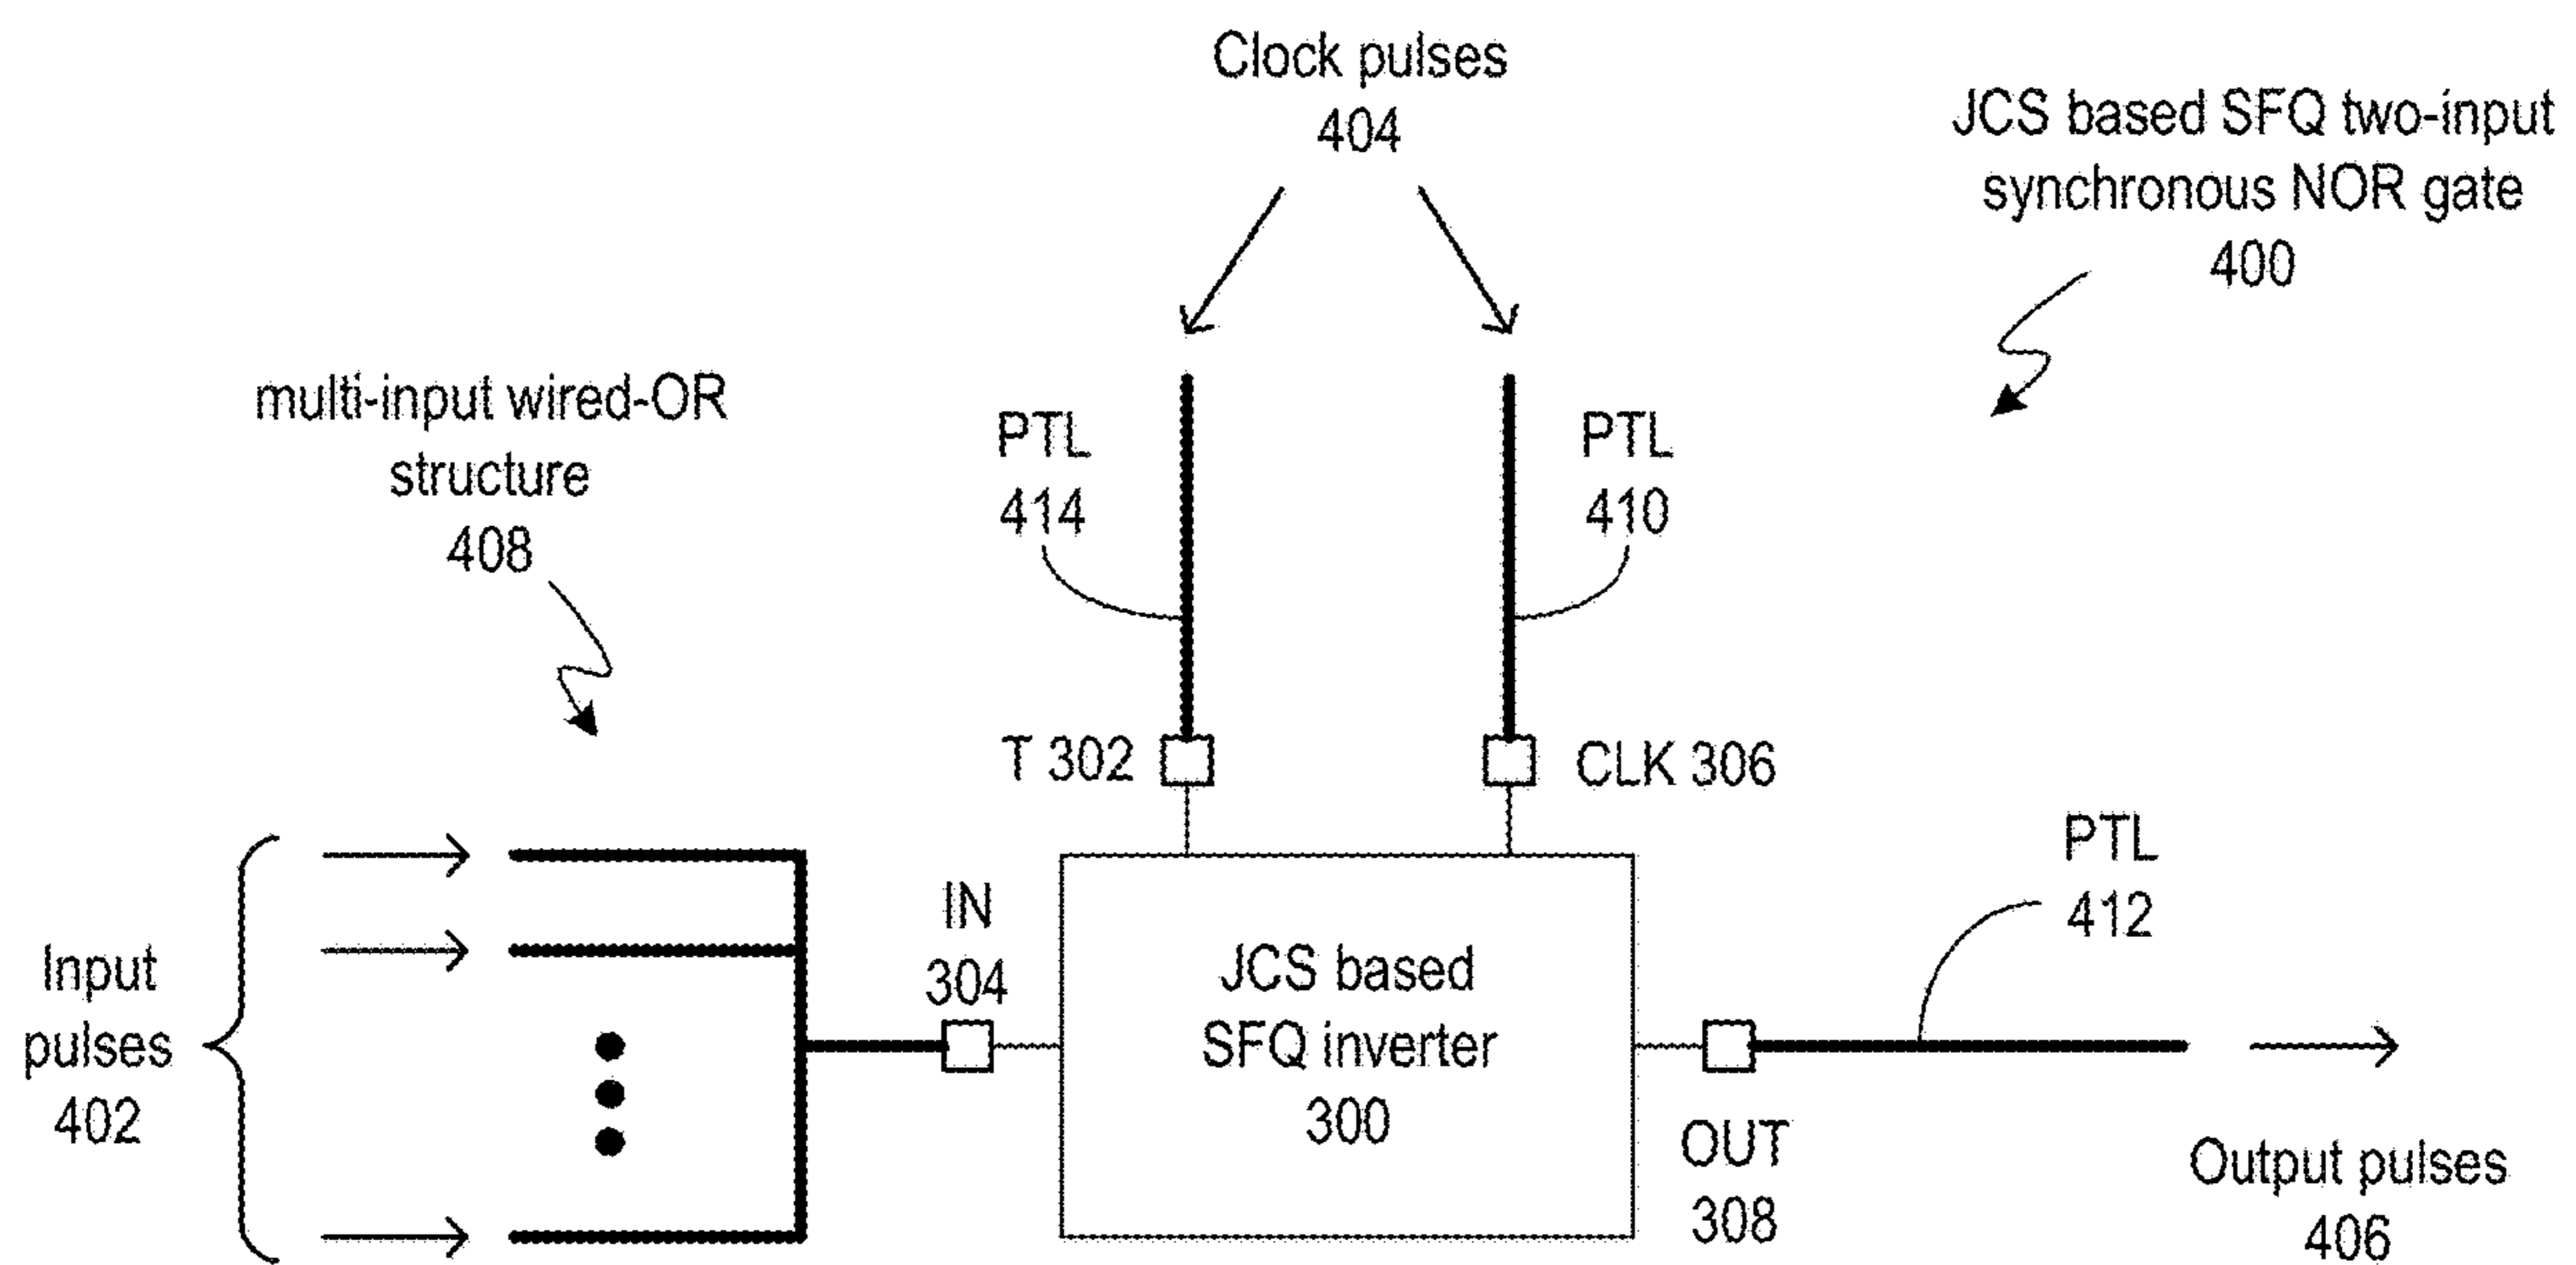 Clock pulses
404
JCS based SFQ two-input
synchronous NOR gate
400
multi-input wired-OR
structure
408
PTL
414
PTL
410
T 302
CLK 306
Input
pulses
402
IN
304
JCS based
SFQ inverter
300
OUT
308
PTL
412
Output pulses
406